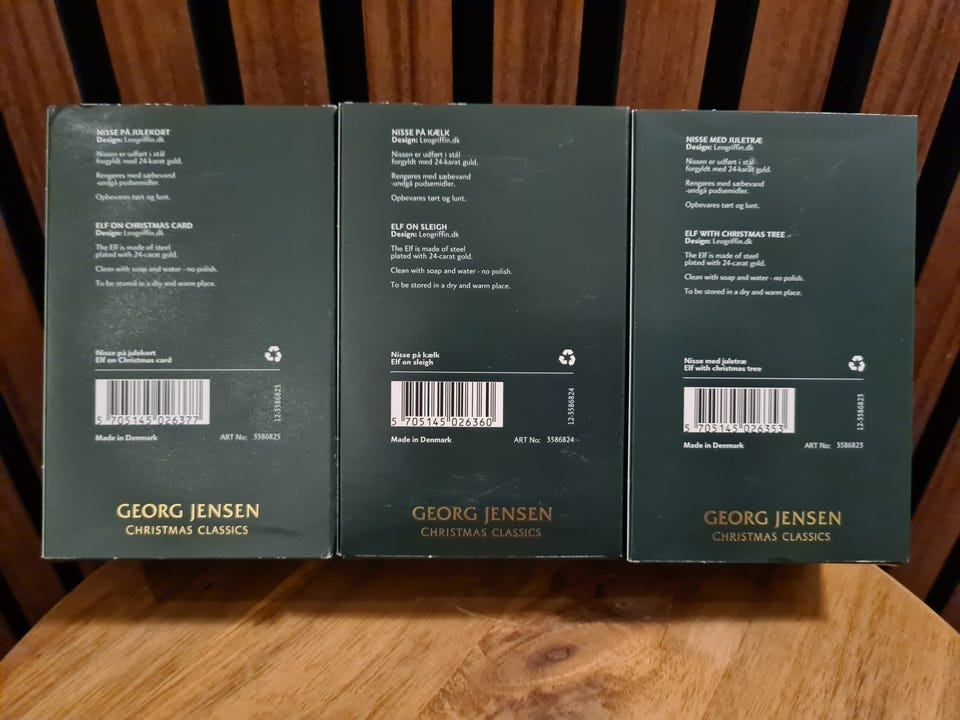 NISSE PÅ JULEKORT
Design: Leogriffin.dk
Nissen er udført i stål
forgyldt med 24-karat guld.
Rengøres med sæbevand
-undgå pudsemidler.
Opbevares tørt og lunt.
ELF ON CHRISTMAS CARD
Design: Leogriffin.dk
The Elf is made of steel
plated with 24-carat gold.
Clean with soap and water - no polish.
To be stored in a dry and warm place.
Nisse på julekort
Elf on Christmas card
5 705145 026377
12-3586825
Made in Denmark
ART No: 3586825
GEORG JENSEN
CHRISTMAS CLASSICS
NISSE PÅ KÆLK
Design: Leogriffin.dk
Nissen er udført i stål
forgyldt med 24-karat guld.
Rengøres med sæbevand
-undgå pudsemidler.
Opbevares tørt og lunt.
ELF ON SLEIGH
Design: Leogriffin.dk
The Elf is made of steel
plated with 24-carat gold.
Clean with soap and water - no polish.
To be stored in a dry and warm place.
Nisse på kælk
Elf on sleigh
5 705145 026360
12-3586824
Made in Denmark
ART No: 3586824
GEORG JENSEN
CHRISTMAS CLASSICS
NISSE MED JULETRÆ
Design: Leogriffin.dk
Nissen er udført i stål
forgyldt med 24-karat guld.
Rengøres med sæbevand
-undgå pudsemidler.
Opbevares tørt og lunt.
ELF WITH CHRISTMAS TREE
Design: Leogriffin.dk
The Elf is made of steel
plated with 24-carat gold.
Clean with soap and water - no polish.
To be stored in a dry and warm place.
Nisse med juletræ
Elf with christmas tree
5 705145 026353
12-3586823
Made in Denmark
ART No: 3586823
GEORG JENSEN
CHRISTMAS CLASSICS